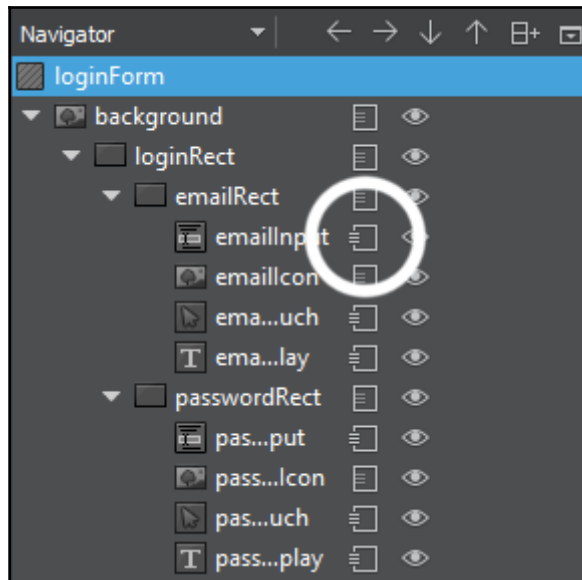 Navigator
loginForm
background
loginRect
emailRect
emailInput
emailIcon
ema...uch
ema...lay
passwordRect
pas...put
pass...Icon
pas...uch
pass...play